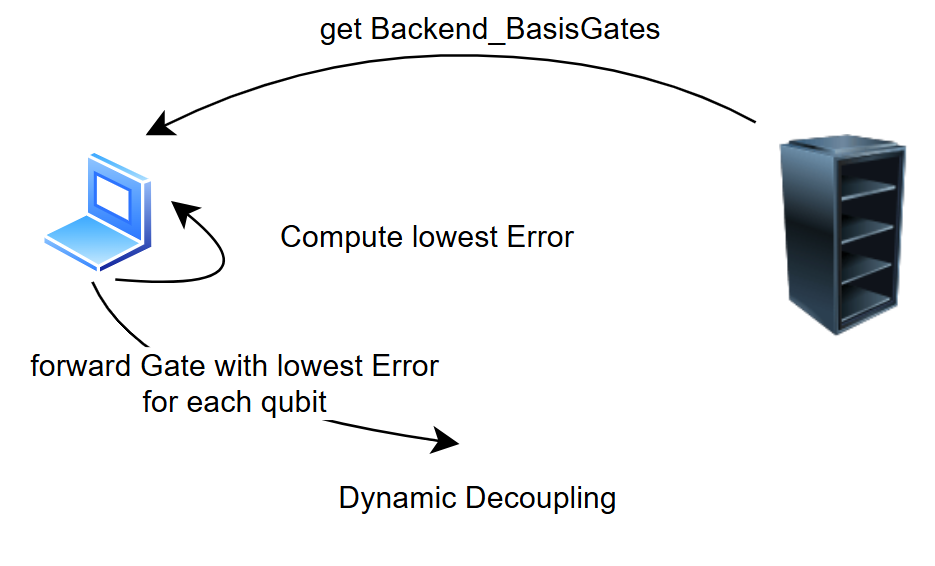 get Backend_BasisGates
Compute lowest Error
forward Gate with lowest Error
for each qubit
Dynamic Decoupling